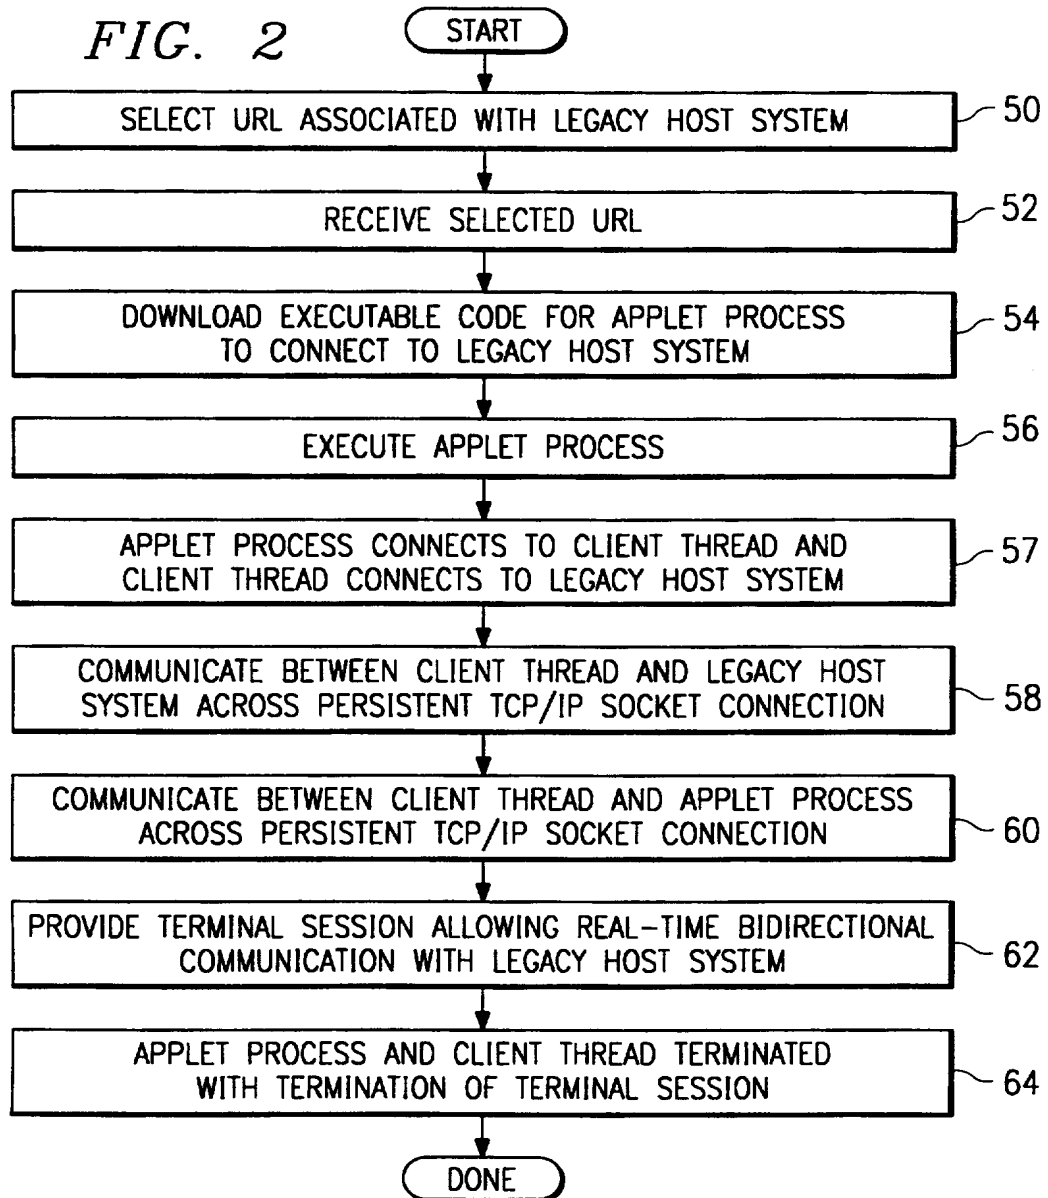 FIG. 2
START
SELECT URL ASSOCIATED WITH LEGACY HOST SYSTEM
50
RECEIVE SELECTED URL
52
DOWNLOAD EXECUTABLE CODE FOR APPLET PROCESS
TO CONNECT TO LEGACY HOST SYSTEM
54
EXECUTE APPLET PROCESS
56
APPLET PROCESS CONNECTS TO CLIENT THREAD AND
CLIENT THREAD CONNECTS TO LEGACY HOST SYSTEM
57
COMMUNICATE BETWEEN CLIENT THREAD AND LEGACY HOST
SYSTEM ACROSS PERSISTENT TCP/IP SOCKET CONNECTION
58
COMMUNICATE BETWEEN CLIENT THREAD AND APPLET PROCESS
ACROSS PERSISTENT TCP/IP SOCKET CONNECTION
60
PROVIDE TERMINAL SESSION ALLOWING REAL-TIME BIDIRECTIONAL
COMMUNICATION WITH LEGACY HOST SYSTEM
62
APPLET PROCESS AND CLIENT THREAD TERMINATED
WITH TERMINATION OF TERMINAL SESSION
64
DONE